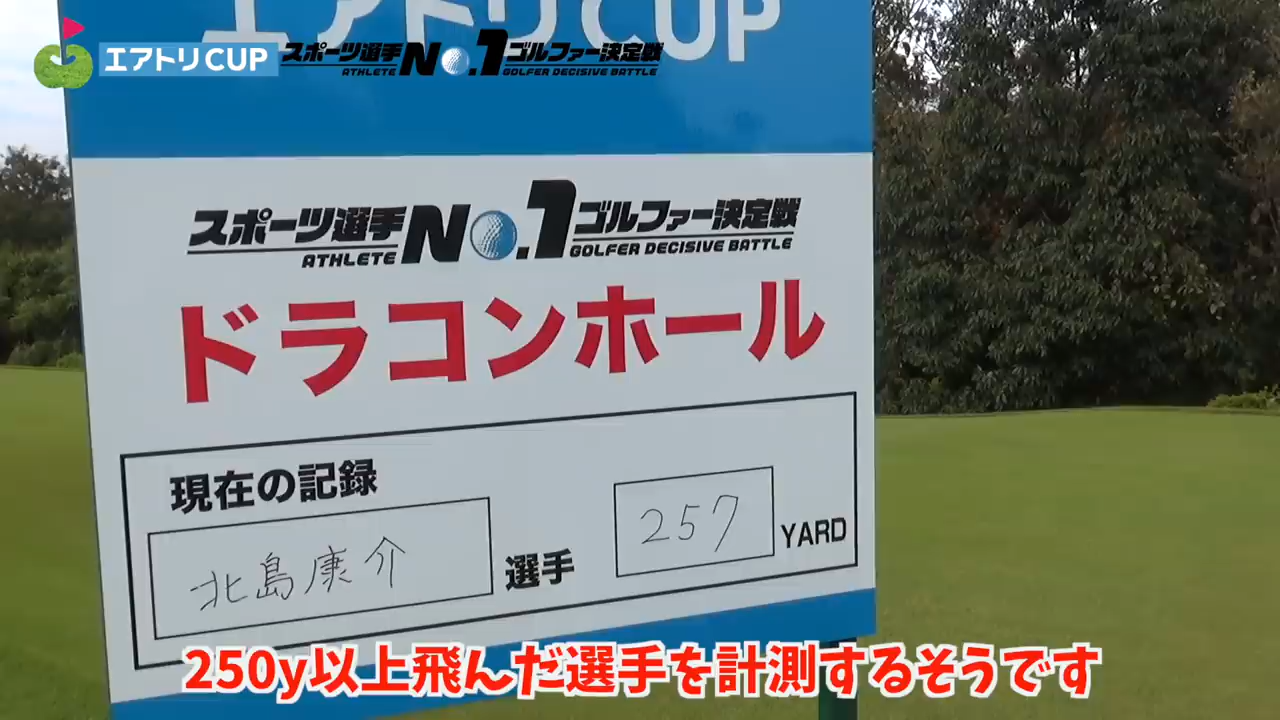 エアトリCUP
エアトリCUP スポーツ選手No.1ゴルファー決定戦
ATHLETE GOLFER DECISIVE BATTLE
スポーツ選手No.1ゴルファー決定戦
ATHLETE GOLFER DECISIVE BATTLE
ドラコンホール
現在の記録
北島康介 選手 257 YARD
250y以上飛んだ選手を計測するそうです